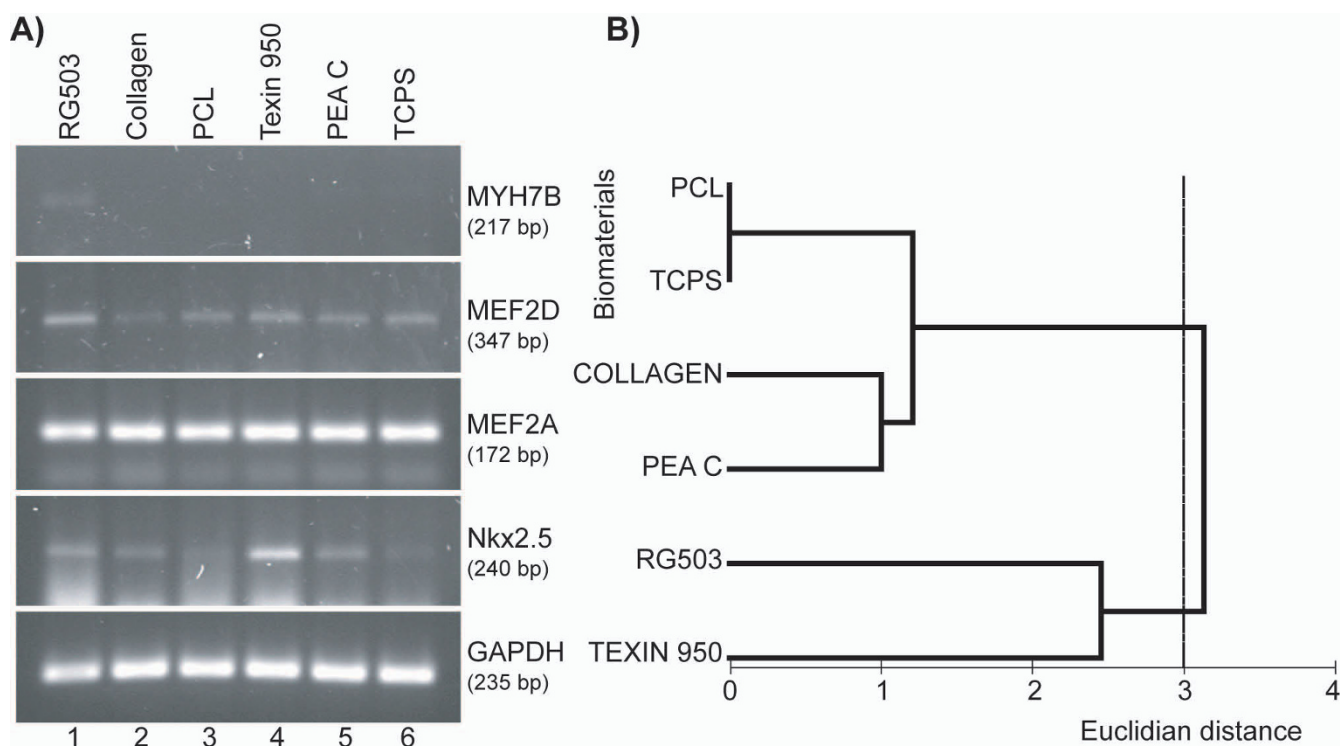 A)
RG503
Collagen
PCL
Texin 950
PEA C
TCPS
MYH7B
(217 bp)
MEF2D
(347 bp)
MEF2A
(172 bp)
Nkx2.5
(240 bp)
GAPDH
(235 bp)
1 2 3 4 5 6
B)
Biomaterials
PCL
TCPS
COLLAGEN
PEA C
RG503
TEXIN 950
0 1 2 3 4
Euclidian distance